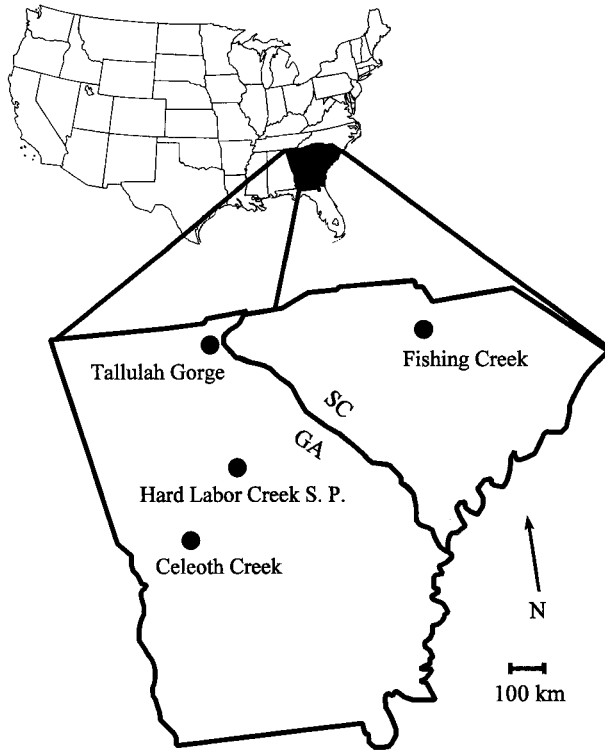 Tallulah Gorge
Fishing Creek
SC
GA
Hard Labor Creek S. P.
Celeoth Creek
N
100 km